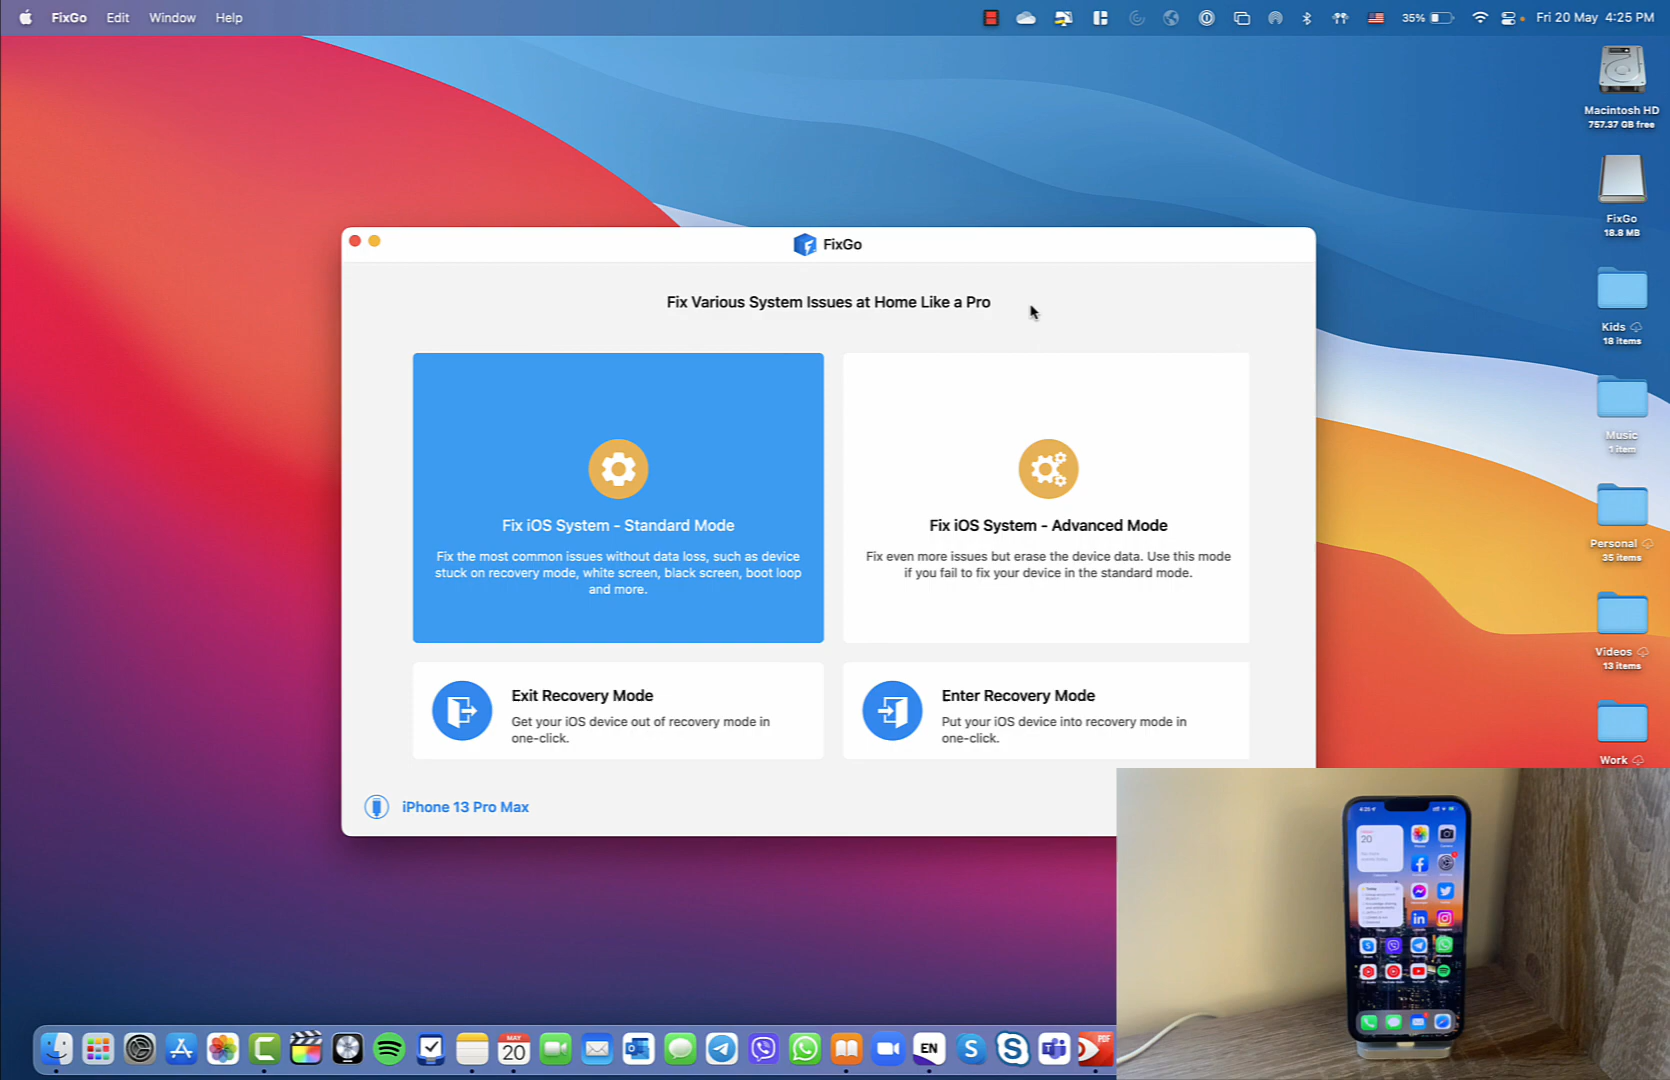 FixGo Edit Window Help 35% Fri 20 May 4:25 PM
Macintosh HD
757.37 GB free
FixGo
18.8 MB
Kids
18 items
Music
1 item
Personal
35 items
Videos
13 items
Work
FixGo
Fix Various System Issues at Home Like a Pro
Fix iOS System - Standard Mode
Fix the most common issues without data loss, such as device
stuck on recovery mode, white screen, black screen, boot loop
and more.
Fix iOS System - Advanced Mode
Fix even more issues but erase the device data. Use this mode
if you fail to fix your device in the standard mode.
Exit Recovery Mode
Get your iOS device out of recovery mode in
one-click.
Enter Recovery Mode
Put your iOS device into recovery mode in
one-click.
iPhone 13 Pro Max
4:25
20
in
MAY
20
EN
PDF